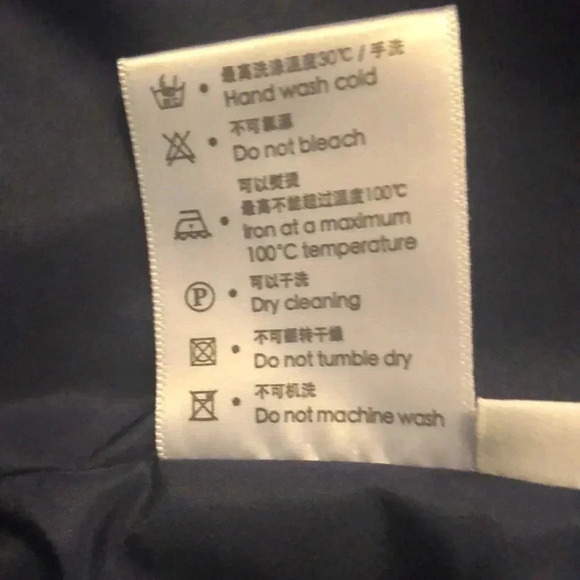 最高洗涤温度30℃ / 手洗
Hand wash cold
不可氯漂
Do not bleach
可以熨烫
最高不能超过温度100℃
Iron at a maximum
100°C temperature
P
可以干洗
Dry cleaning
不可翻转干燥
Do not tumble dry
不可机洗
Do not machine wash